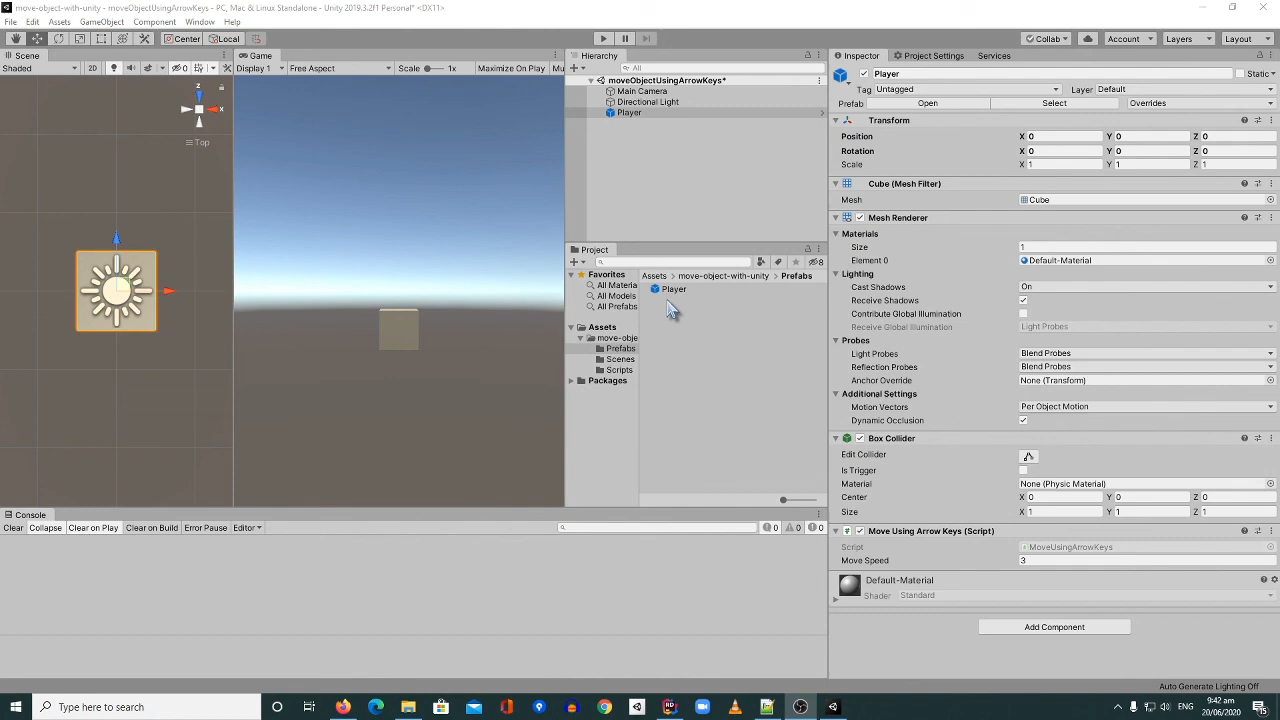 move-object-with-unity - moveObjectUsingArrowKeys - PC, Mac & Linux Standalone - Unity 2019.3.2f1 Personal* <DX11>
File Edit Assets GameObject Component Window Help
Center Local Collab Account Layers Layout
Scene
Shaded 2D 0
z
x
Top
Game
Display 1 Free Aspect Scale 1x Maximize On Play Mu
Hierarchy
All
moveObjectUsingArrowKeys*
Main Camera
Directional Light
Player
Project
8
Favorites
All Materia
All Models
All Prefabs
Assets
move-obje
Prefabs
Scenes
Scripts
Packages
Assets move-object-with-unity Prefabs
Player
Inspector Project Settings Services
Player Static
Tag Untagged Layer Default
Prefab Open Select Overrides
Transform
Position X 0 Y 0 Z 0
Rotation X 0 Y 0 Z 0
Scale X 1 Y 1 Z 1
Cube (Mesh Filter)
Mesh Cube
Mesh Renderer
Materials
Size 1
Element 0 Default-Material
Lighting
Cast Shadows On
Receive Shadows
Contribute Global Illumination
Receive Global Illumination Light Probes
Probes
Light Probes Blend Probes
Reflection Probes Blend Probes
Anchor Override None (Transform)
Additional Settings
Motion Vectors Per Object Motion
Dynamic Occlusion
Box Collider
Edit Collider
Is Trigger
Material None (Physic Material)
Center X 0 Y 0 Z 0
Size X 1 Y 1 Z 1
Move Using Arrow Keys (Script)
Script MoveUsingArrowKeys
Move Speed 3
Default-Material
Shader Standard
Add Component
Console
Clear Collapse Clear on Play Clear on Build Error Pause Editor 0 0 0
Auto Generate Lighting Off
Type here to search
9:42 am
20/06/2020